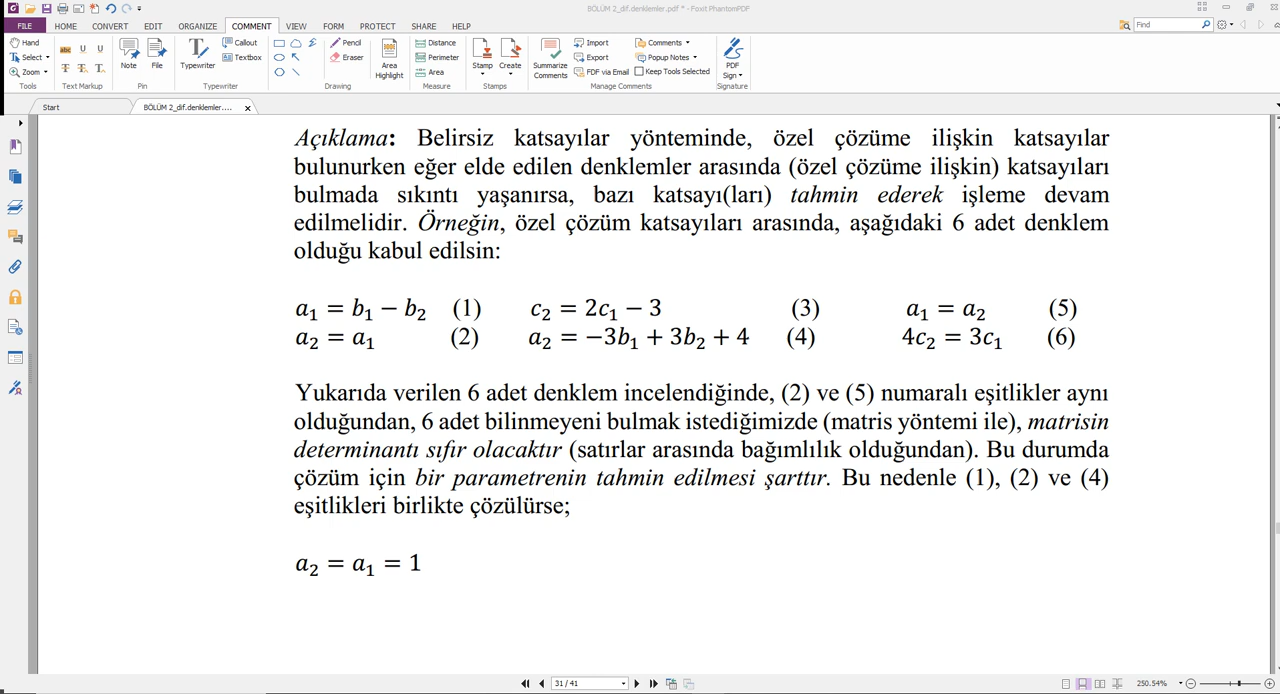 BÖLÜM 2_dif.denklemler.pdf * - Foxit PhantomPDF
FILE HOME CONVERT EDIT ORGANIZE COMMENT VIEW FORM PROTECT SHARE HELP
Find
Hand
Select
Zoom
Tools
Text Markup
Note
File
Pin
Typewriter
Callout
Textbox
Typewriter
Pencil
Eraser
Drawing
Area
Highlight
Distance
Perimeter
Area
Measure
Stamp
Create
Stamps
Summarize
Comments
Import
Export
FDF via Email
Comments
Popup Notes
Keep Tools Selected
Manage Comments
PDF
Sign
Signature
Start
BÖLÜM 2_dif.denklemler....
Açıklama: Belirsiz katsayılar yönteminde, özel çözüme ilişkin katsayılar
bulunurken eğer elde edilen denklemler arasında (özel çözüme ilişkin) katsayıları
bulmada sıkıntı yaşanırsa, bazı katsayı(ları) tahmin ederek işleme devam
edilmelidir. Örneğin, özel çözüm katsayıları arasında, aşağıdaki 6 adet denklem
olduğu kabul edilsin:
a₁ = b₁ − b₂ (1) c₂ = 2c₁ − 3 (3) a₁ = a₂ (5)
a₂ = a₁ (2) a₂ = −3b₁ + 3b₂ + 4 (4) 4c₂ = 3c₁ (6)
Yukarıda verilen 6 adet denklem incelendiğinde, (2) ve (5) numaralı eşitlikler aynı
olduğundan, 6 adet bilinmeyeni bulmak istediğimizde (matris yöntemi ile), matrisin
determinantı sıfır olacaktır (satırlar arasında bağımlılık olduğundan). Bu durumda
çözüm için bir parametrenin tahmin edilmesi şarttır. Bu nedenle (1), (2) ve (4)
eşitlikleri birlikte çözülürse;
a₂ = a₁ = 1
31 / 41
250.54%